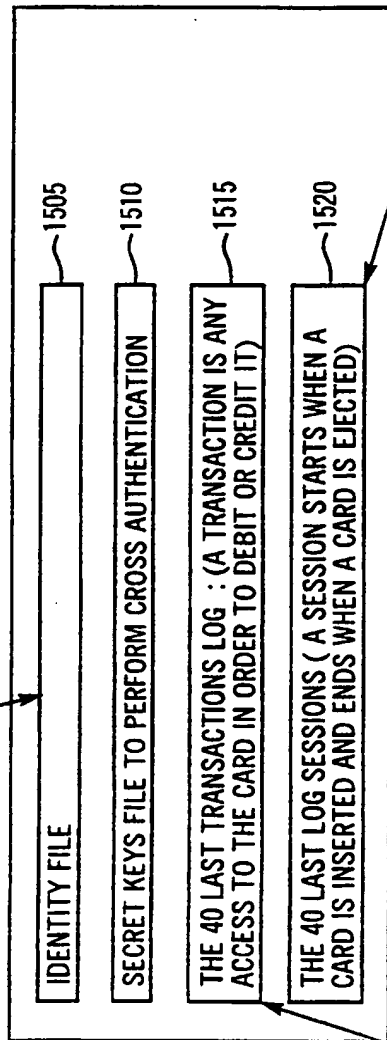 IDENTITY FILE
1505
SECRET KEYS FILE TO PERFORM CROSS AUTHENTICATION
1510
THE 40 LAST TRANSACTIONS LOG : (A TRANSACTION IS ANY
ACCESS TO THE CARD IN ORDER TO DEBIT OR CREDIT IT)
1515
THE 40 LAST LOG SESSIONS ( A SESSION STARTS WHEN A
CARD IS INSERTED AND ENDS WHEN A CARD IS EJECTED)
1520